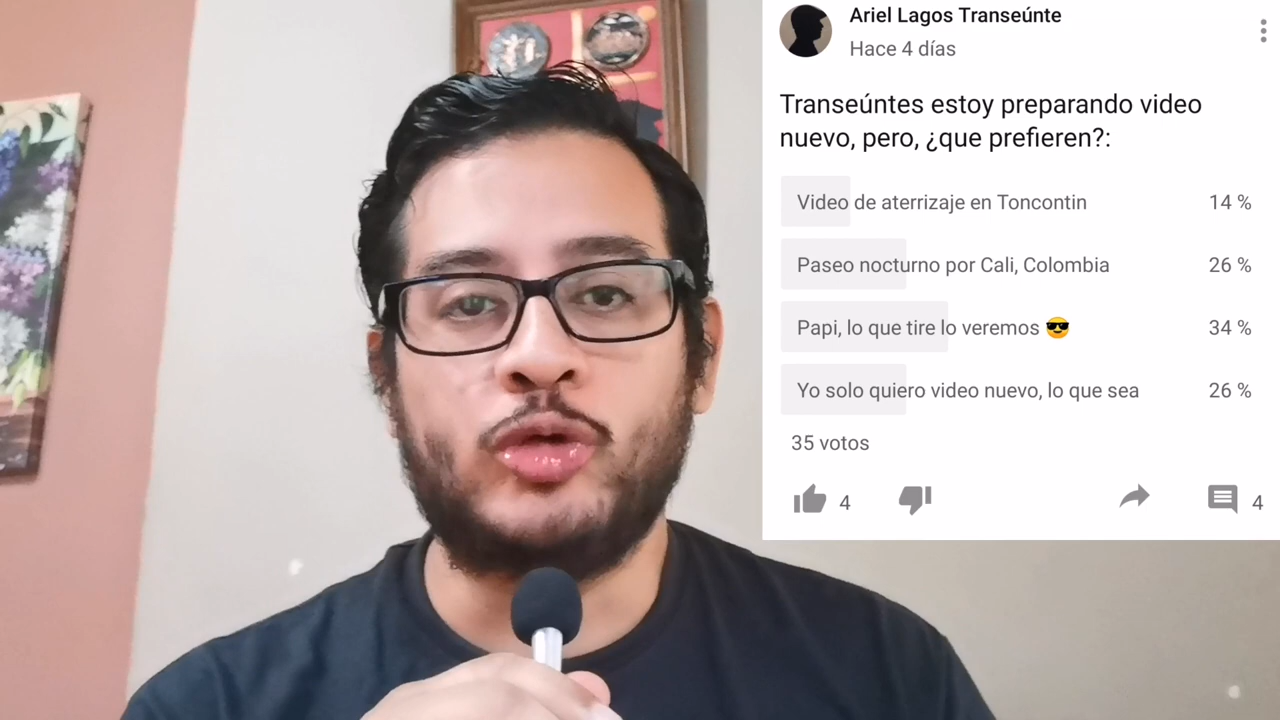 Ariel Lagos Transeúnte
Hace 4 días
Transeúntes estoy preparando video
nuevo, pero, ¿que prefieren?:
Video de aterrizaje en Toncontin 14 %
Paseo nocturno por Cali, Colombia 26 %
Papi, lo que tire lo veremos 😎 34 %
Yo solo quiero video nuevo, lo que sea 26 %
35 votos
4 4